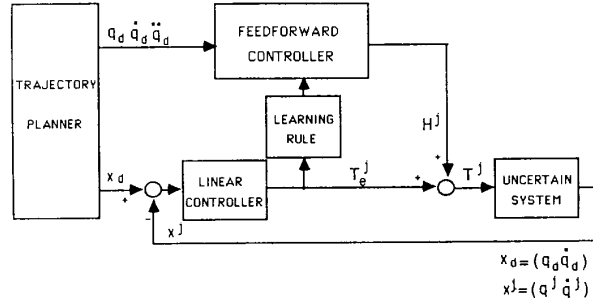 q_d q̇_d q̈_d
FEEDFORWARD
CONTROLLER
TRAJECTORY
PLANNER
LEARNING
RULE
H^j
x_d
+
-
x^j
LINEAR
CONTROLLER
T_e^j
+
+
T^j
UNCERTAIN
SYSTEM
x_d=(q_d q̇_d)
x^j=(q^j q̇^j)